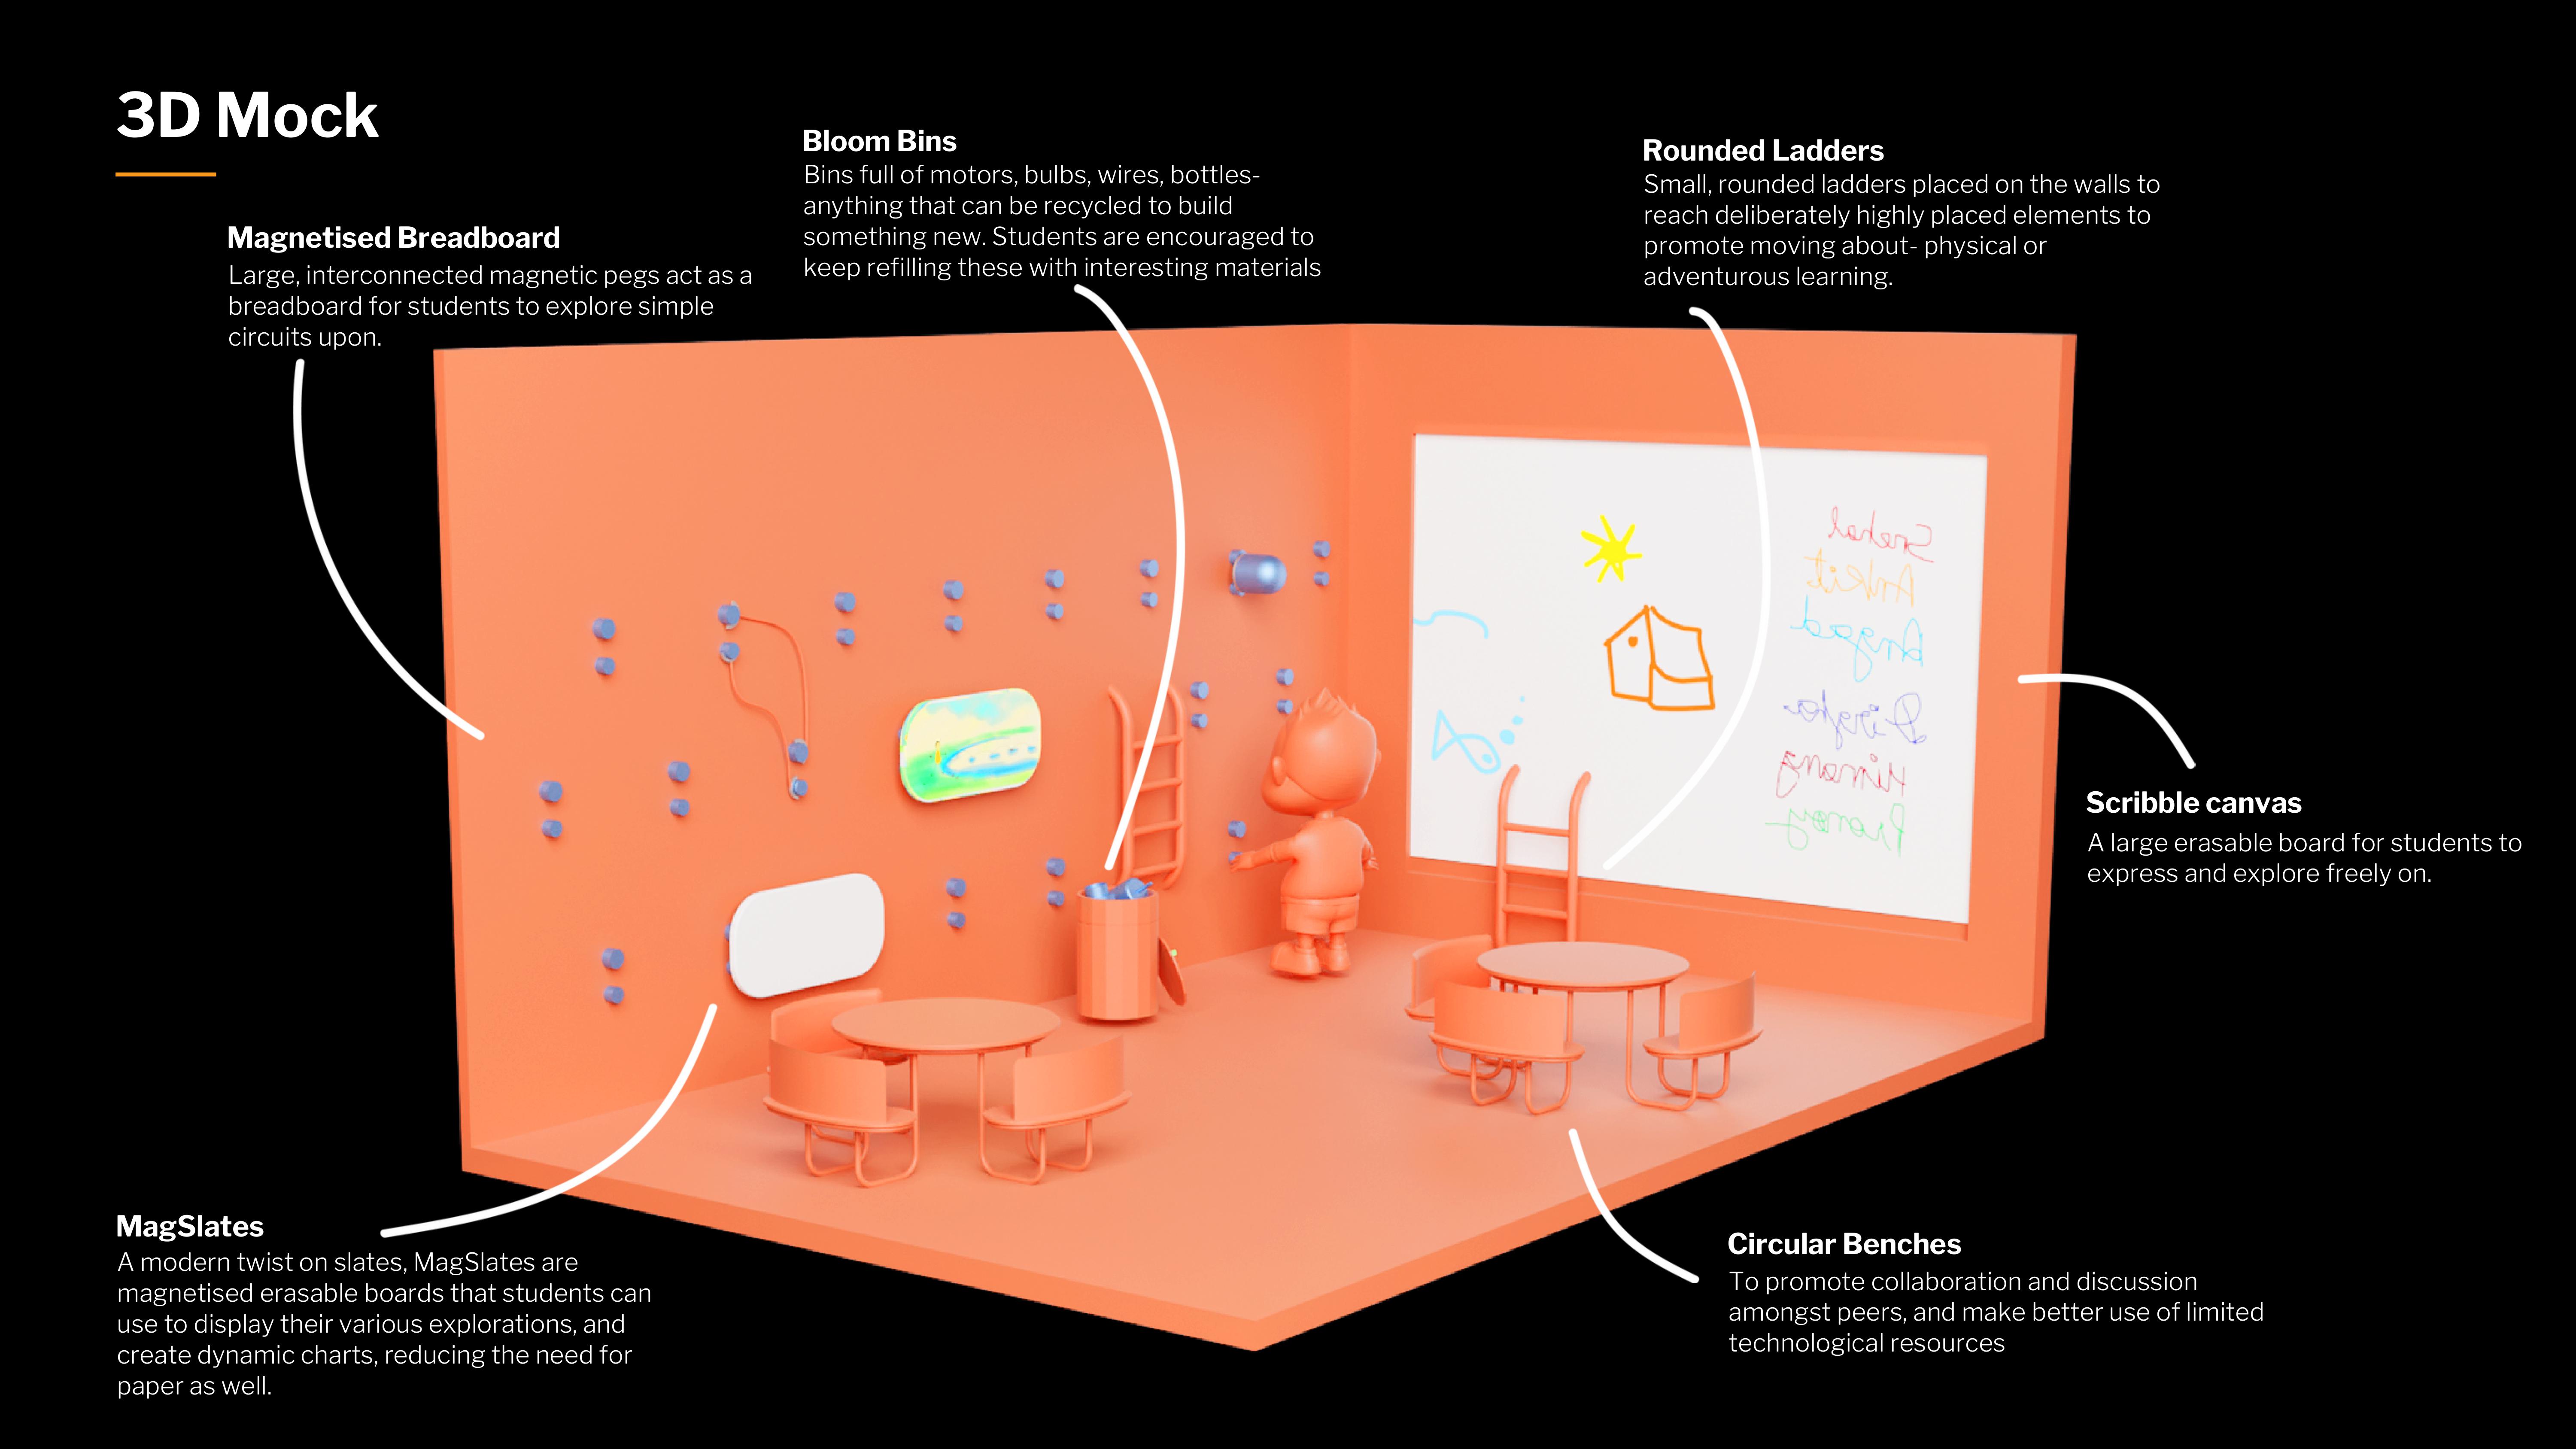 3D Mock
Magnetised Breadboard
Large, interconnected magnetic pegs act as a
breadboard for students to explore simple
circuits upon.
Bloom Bins
Bins full of motors, bulbs, wires, bottles-
anything that can be recycled to build
something new. Students are encouraged to
keep refilling these with interesting materials
Rounded Ladders
Small, rounded ladders placed on the walls to
reach deliberately highly placed elements to
promote moving about- physical or
adventurous learning.
Snehal
Ankit
Angad
Himang
Pranoy
Scribble canvas
A large erasable board for students to
express and explore freely on.
MagSlates
A modern twist on slates, MagSlates are
magnetised erasable boards that students can
use to display their various explorations, and
create dynamic charts, reducing the need for
paper as well.
Circular Benches
To promote collaboration and discussion
amongst peers, and make better use of limited
technological resources